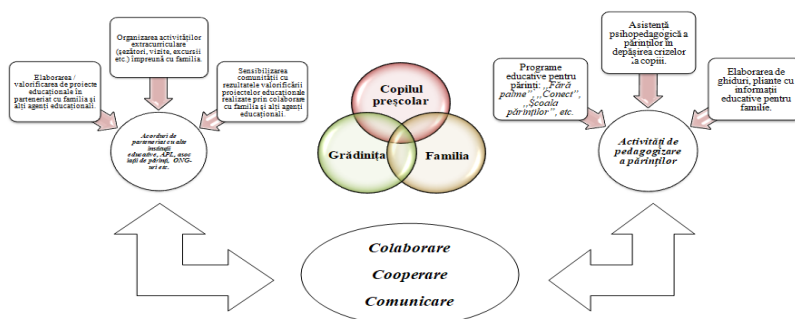 Elaborarea /
valorificarea de proiecte
educaționale în
parteneriat cu familia și
alți agenți educaționali.
Organizarea activităților
extracurriculare
(șezători, vizite, excursii
etc.) împreună cu familia.
Sensibilizarea
comunității cu
rezultatele valorificării
proiectelor educaționale
realizate prin colaborare
cu familia și alți agenți
educaționali.
Acorduri de
parteneriat cu alte
instituții
educative, APL, asoc
iații de părinți, ONG-
uri etc.
Copilul
preșcolar
Grădinița
Familia
Programe
educative pentru
părinți: ,,Fără
palme”, ,,Conect”,
,,Școala
părinților”, etc.
Asistență
psihopedagogică a
părinților în
depășirea crizelor
la copiii.
Elaborarea de
ghiduri, pliante cu
informații
educative pentru
familie.
Activități de
pedagogizare
a părinților
Colaborare
Cooperare
Comunicare